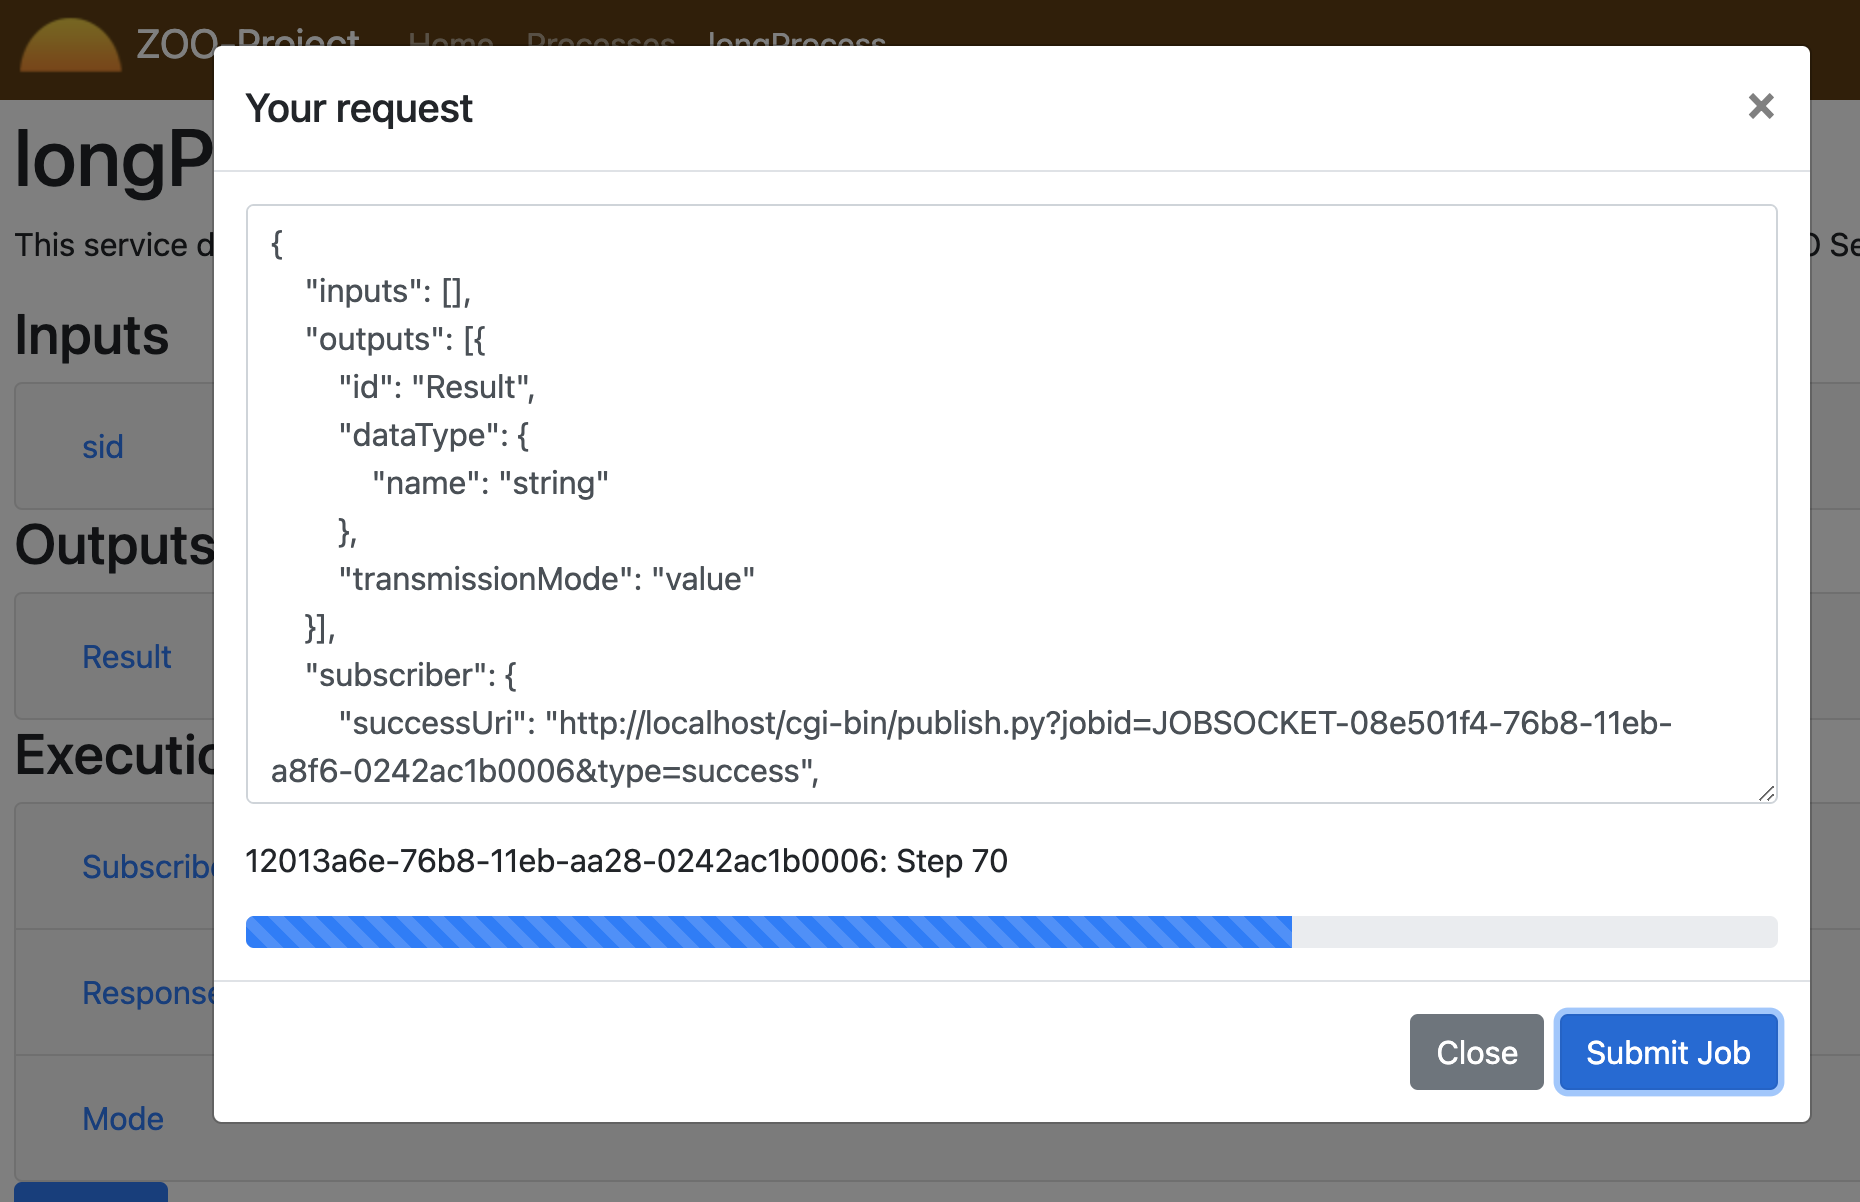 ZOO-Project Home Processes longProcess
Your request
×
longP
This service d
Inputs
sid
Outputs
Result
Executio
Subscribe
Response
Mode
{
"inputs": [],
"outputs": [{
"id": "Result",
"dataType": {
"name": "string"
},
"transmissionMode": "value"
}],
"subscriber": {
"successUri": "http://localhost/cgi-bin/publish.py?jobid=JOBSOCKET-08e501f4-76b8-11eb-
a8f6-0242ac1b0006&type=success",
12013a6e-76b8-11eb-aa28-0242ac1b0006: Step 70
Close Submit Job